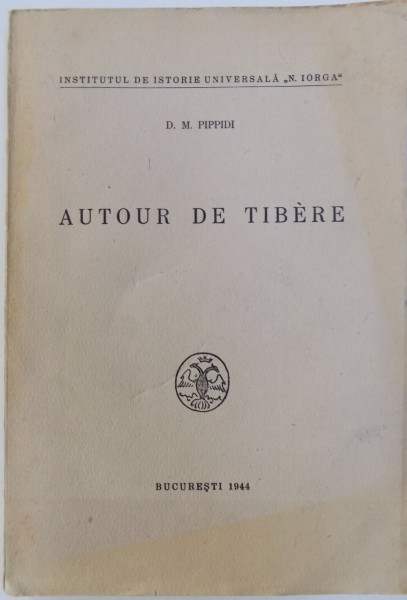 INSTITUTUL DE ISTORIE UNIVERSALĂ „N. IORGA“
D. M. PIPPIDI
AUTOUR DE TIBÈRE
BUCUREŞTI 1944